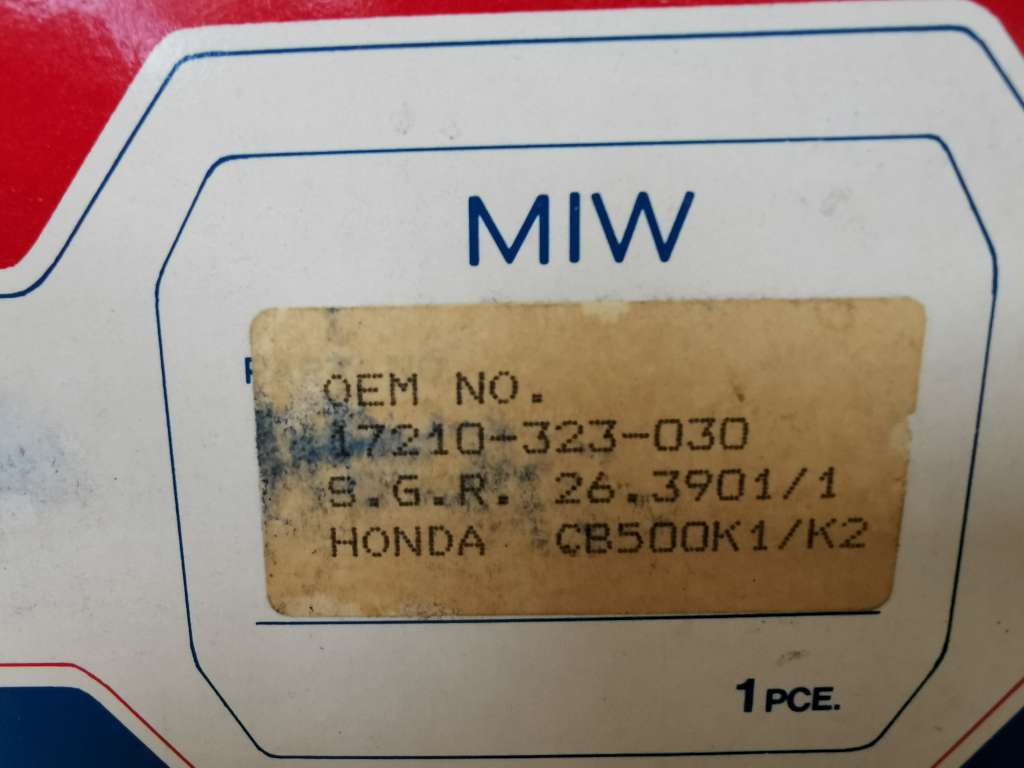 MIW
OEM NO.
17210-323-030
S.G.R. 26.3901/1
HONDA CB500K1/K2
1 PCE.